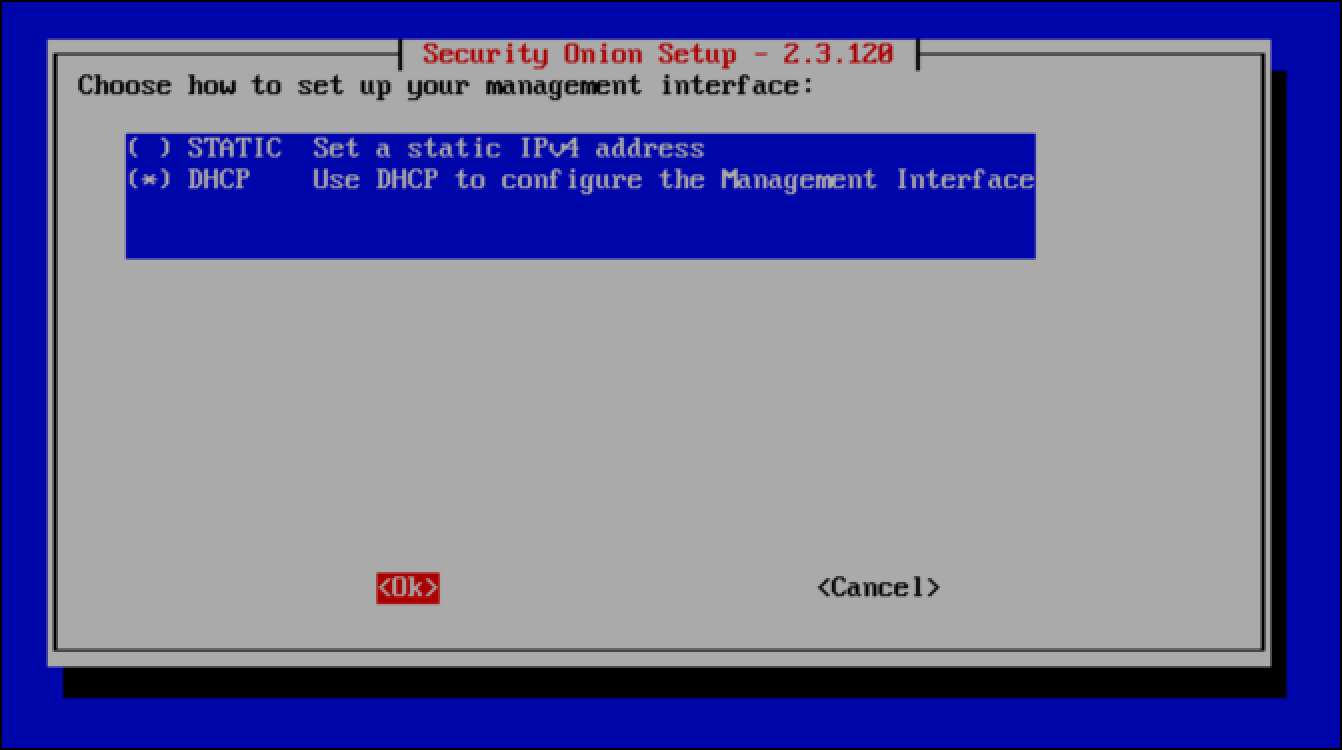 Security Onion Setup - 2.3.120
Choose how to set up your management interface:
( ) STATIC  Set a static IPv4 address
(*) DHCP    Use DHCP to configure the Management Interface
<Ok>    <Cancel>